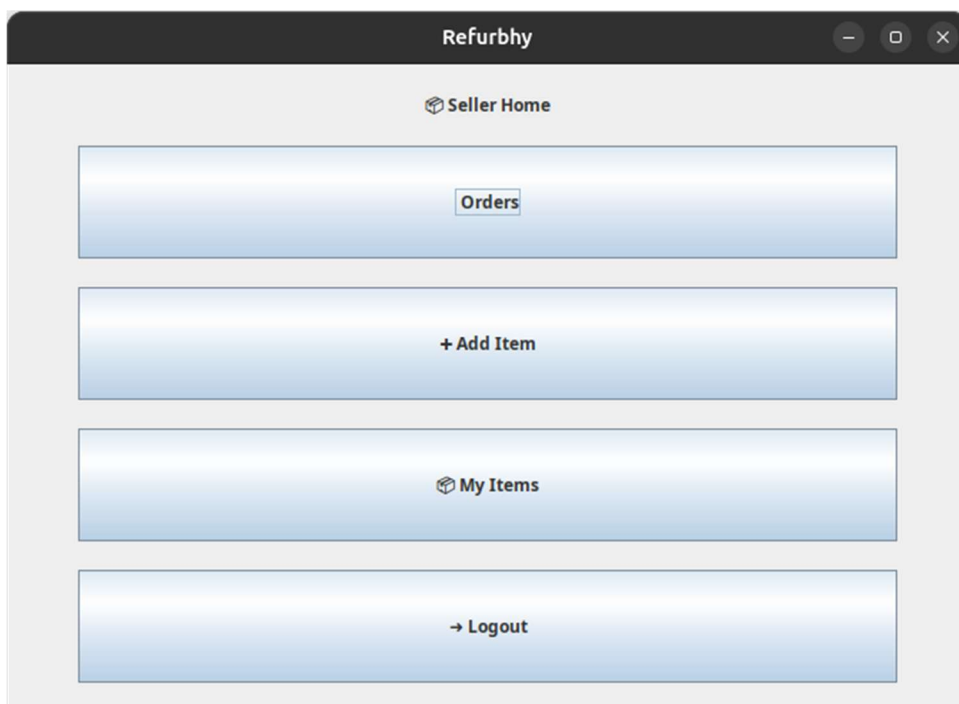 Refurbhy
📦 Seller Home
Orders
+ Add Item
📦 My Items
→ Logout